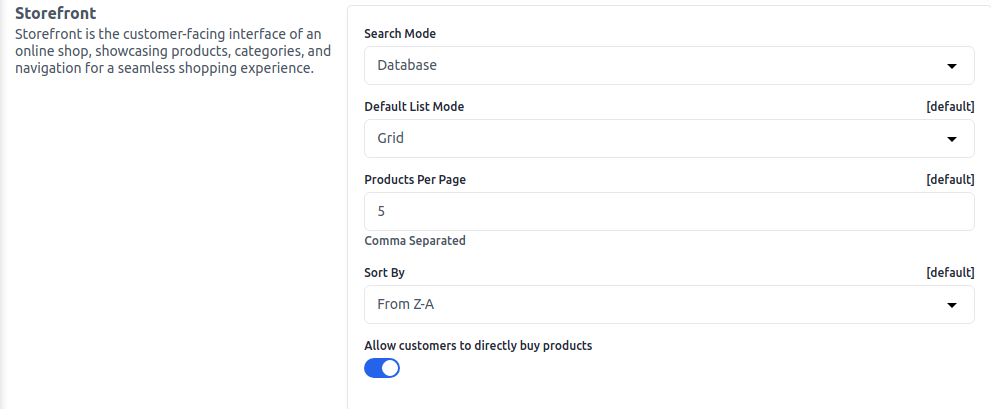 Storefront
Storefront is the customer-facing interface of an
online shop, showcasing products, categories, and
navigation for a seamless shopping experience.
Search Mode
Database
Default List Mode [default]
Grid
Products Per Page [default]
5
Comma Separated
Sort By [default]
From Z-A
Allow customers to directly buy products